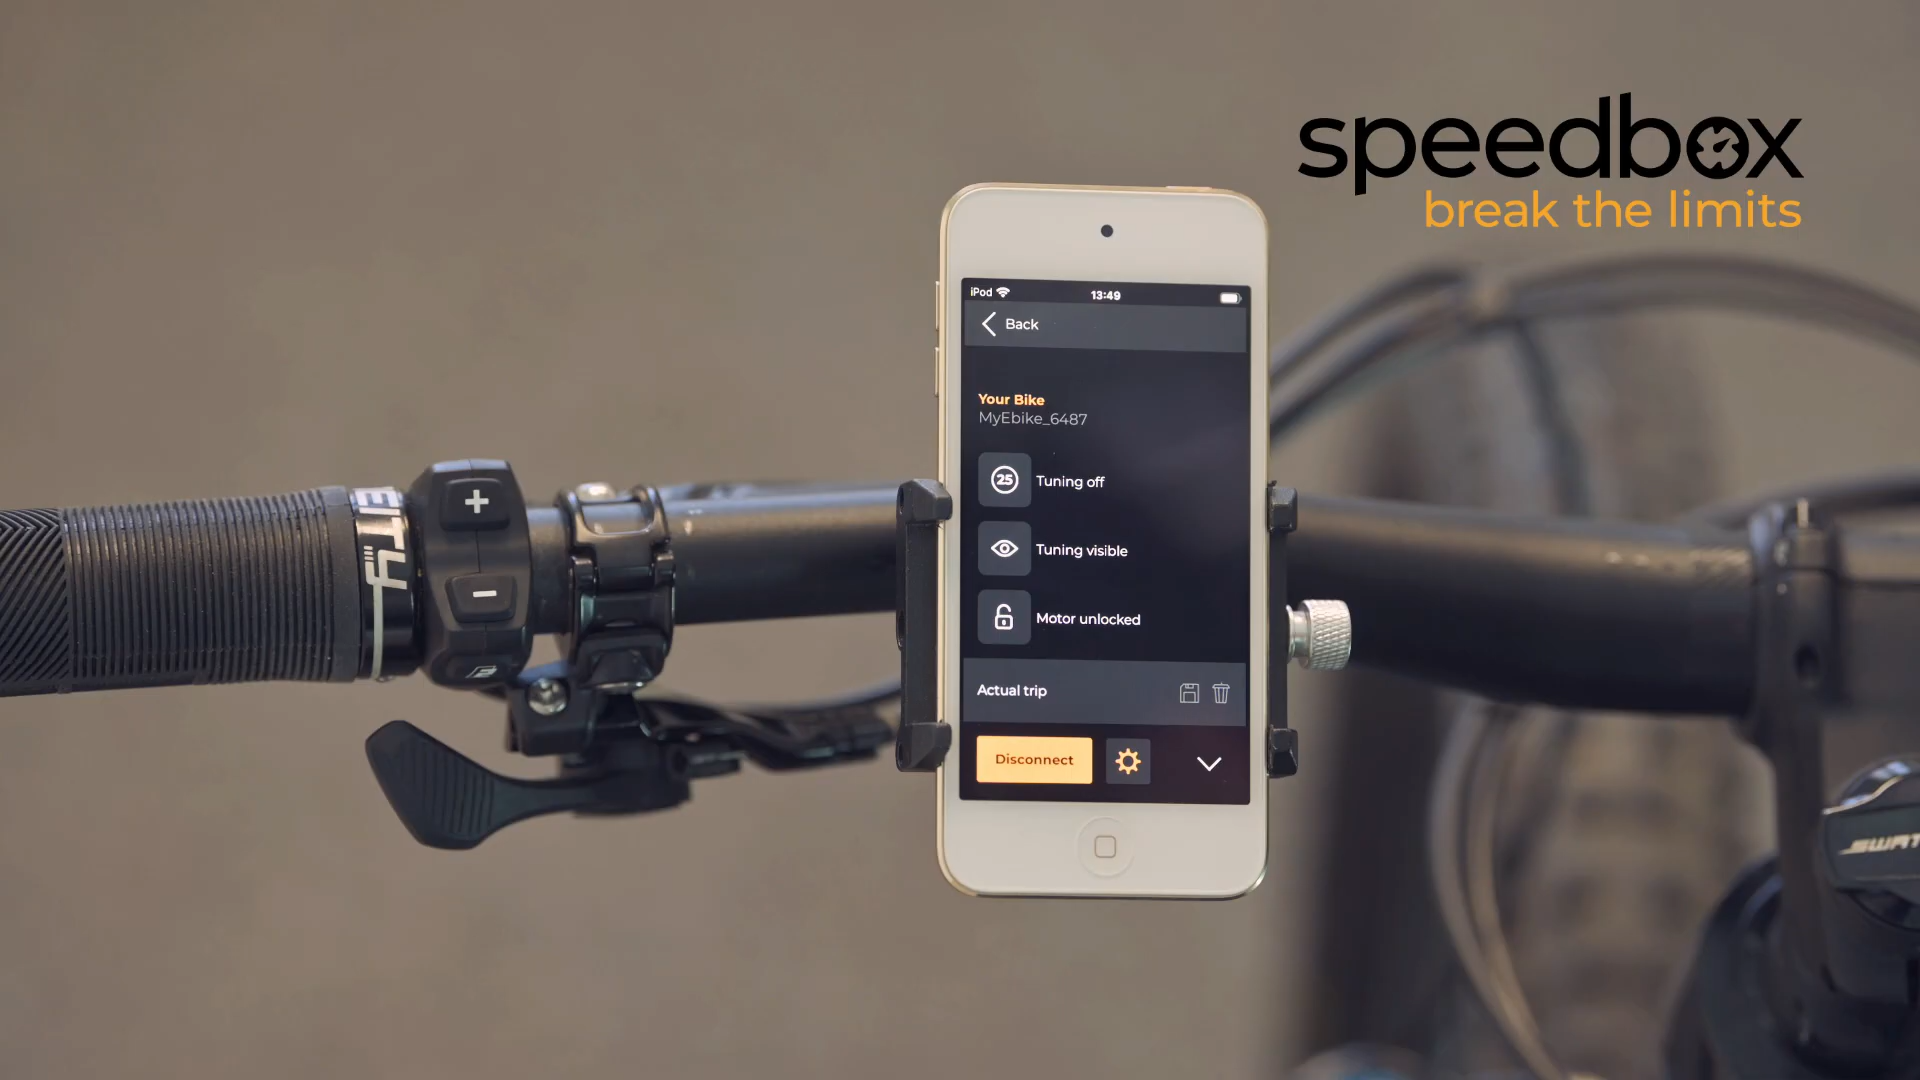 speedbox
break the limits
iPod 13:49
Back
Your Bike
MyEbike_6487
25 Tuning off
Tuning visible
Motor unlocked
Actual trip
Disconnect
+
-